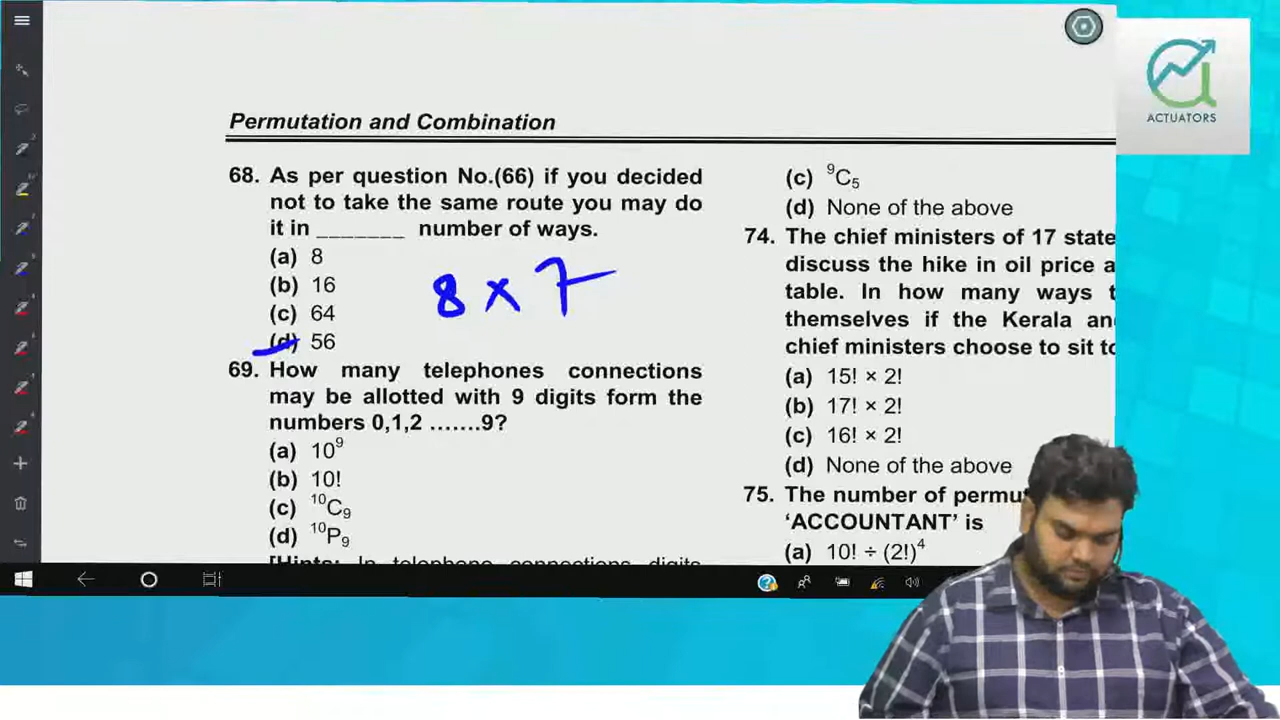 ACTUATORS
Permutation and Combination
68. As per question No.(66) if you decided
not to take the same route you may do
it in _______ number of ways.
(a) 8
(b) 16
(c) 64
(d) 56
8 × 7
69. How many telephones connections
may be allotted with 9 digits form the
numbers 0,1,2 .......9?
(a) 10⁹
(b) 10!
(c) ¹⁰C₉
(d) ¹⁰P₉
[Hints: In telephone connections digits
(c) ⁹C₅
(d) None of the above
74. The chief ministers of 17 state
discuss the hike in oil price a
table. In how many ways t
themselves if the Kerala an
chief ministers choose to sit to
(a) 15! × 2!
(b) 17! × 2!
(c) 16! × 2!
(d) None of the above
75. The number of permu
'ACCOUNTANT' is
(a) 10! ÷ (2!)⁴